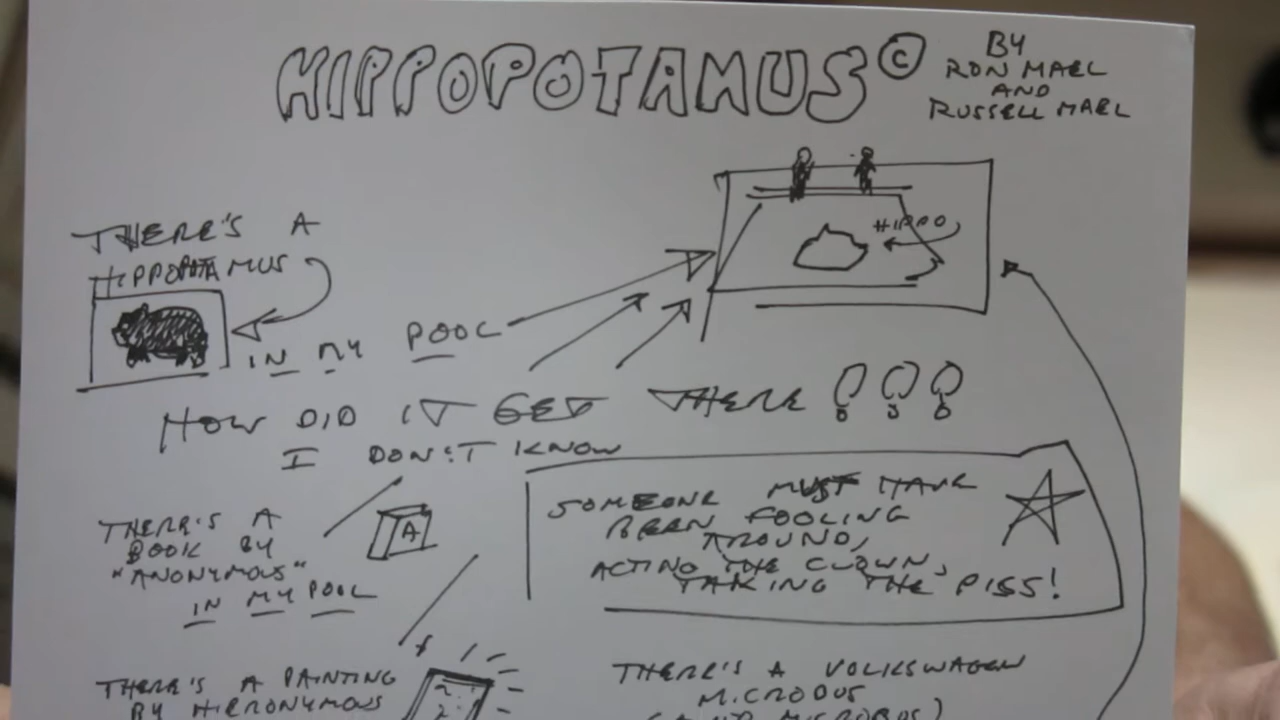 HIPPOPOTAMUS ©
BY
RON MAEL
AND
RUSSELL MAEL
HIPPO
THERE'S A
HIPPOPOTAMUS
IN MY POOL
HOW DID IT GET THERE ???
I DON'T KNOW
SOMEONE MUST HAVE
BEEN FOOLING
AROUND,
ACTING THE CLOWN,
TAKING THE PISS!
THERE'S A
BOOK BY
"ANONYMOUS"
IN MY POOL
A
THERE'S A PAINTING
BY HIERONYMOUS
THERE'S A VOLKSWAGEN
MICROBUS